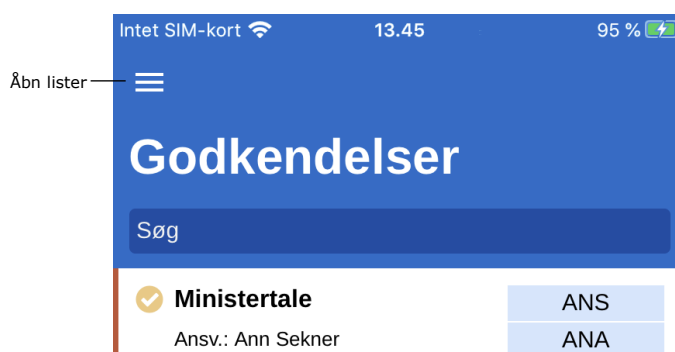 Intet SIM-kort 13.45 95 %
Åbn lister
Godkendelser
Søg
Ministertale ANS
Ansv.: Ann Sekner ANA